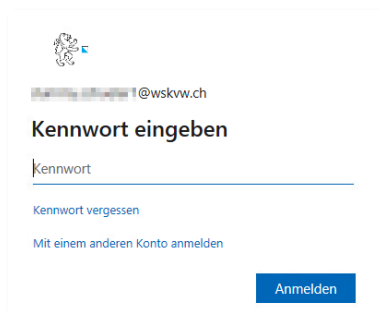 @wskvw.ch
Kennwort eingeben
Kennwort
Kennwort vergessen
Mit einem anderen Konto anmelden
Anmelden